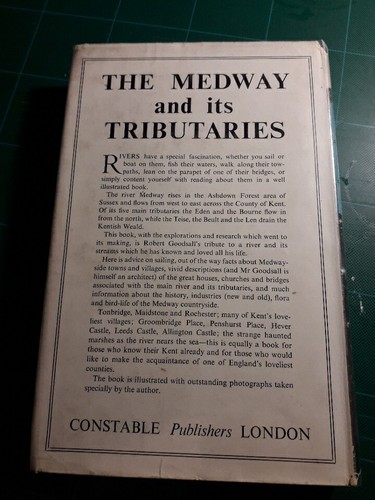 THE MEDWAY
and its
TRIBUTARIES
RIVERS have a special fascination, whether you sail or
boat on them, fish their waters, walk along their tow-
paths, lean on the parapet of one of their bridges, or
simply content yourself with reading about them in a well
illustrated book.
The river Medway rises in the Ashdown Forest area of
Sussex and flows from west to east across the County of Kent.
Of its five main tributaries the Eden and the Bourne flow in
from the north, while the Teise, the Beult and the Len drain the
Kentish Weald.
This book, with the explorations and research which went to
its making, is Robert Goodsall's tribute to a river and its
streams which he has known and loved all his life.
Here is advice on sailing, out of the way facts about Medway-
side towns and villages, vivid descriptions (and Mr Goodsall is
himself an architect) of the great houses, churches and bridges
associated with the main river and its tributaries, and much
information about the history, industries (new and old), flora
and bird-life of the Medway countryside.
Tonbridge, Maidstone and Rochester; many of Kent's love-
liest villages; Groombridge Place, Penshurst Place, Hever
Castle, Leeds Castle, Allington Castle; the strange haunted
marshes as the river nears the sea—this is equally a book for
those who know their Kent already and for those who would
like to make the acquaintance of one of England's loveliest
counties.
The book is illustrated with outstanding photographs taken
specially by the author.
CONSTABLE Publishers LONDON